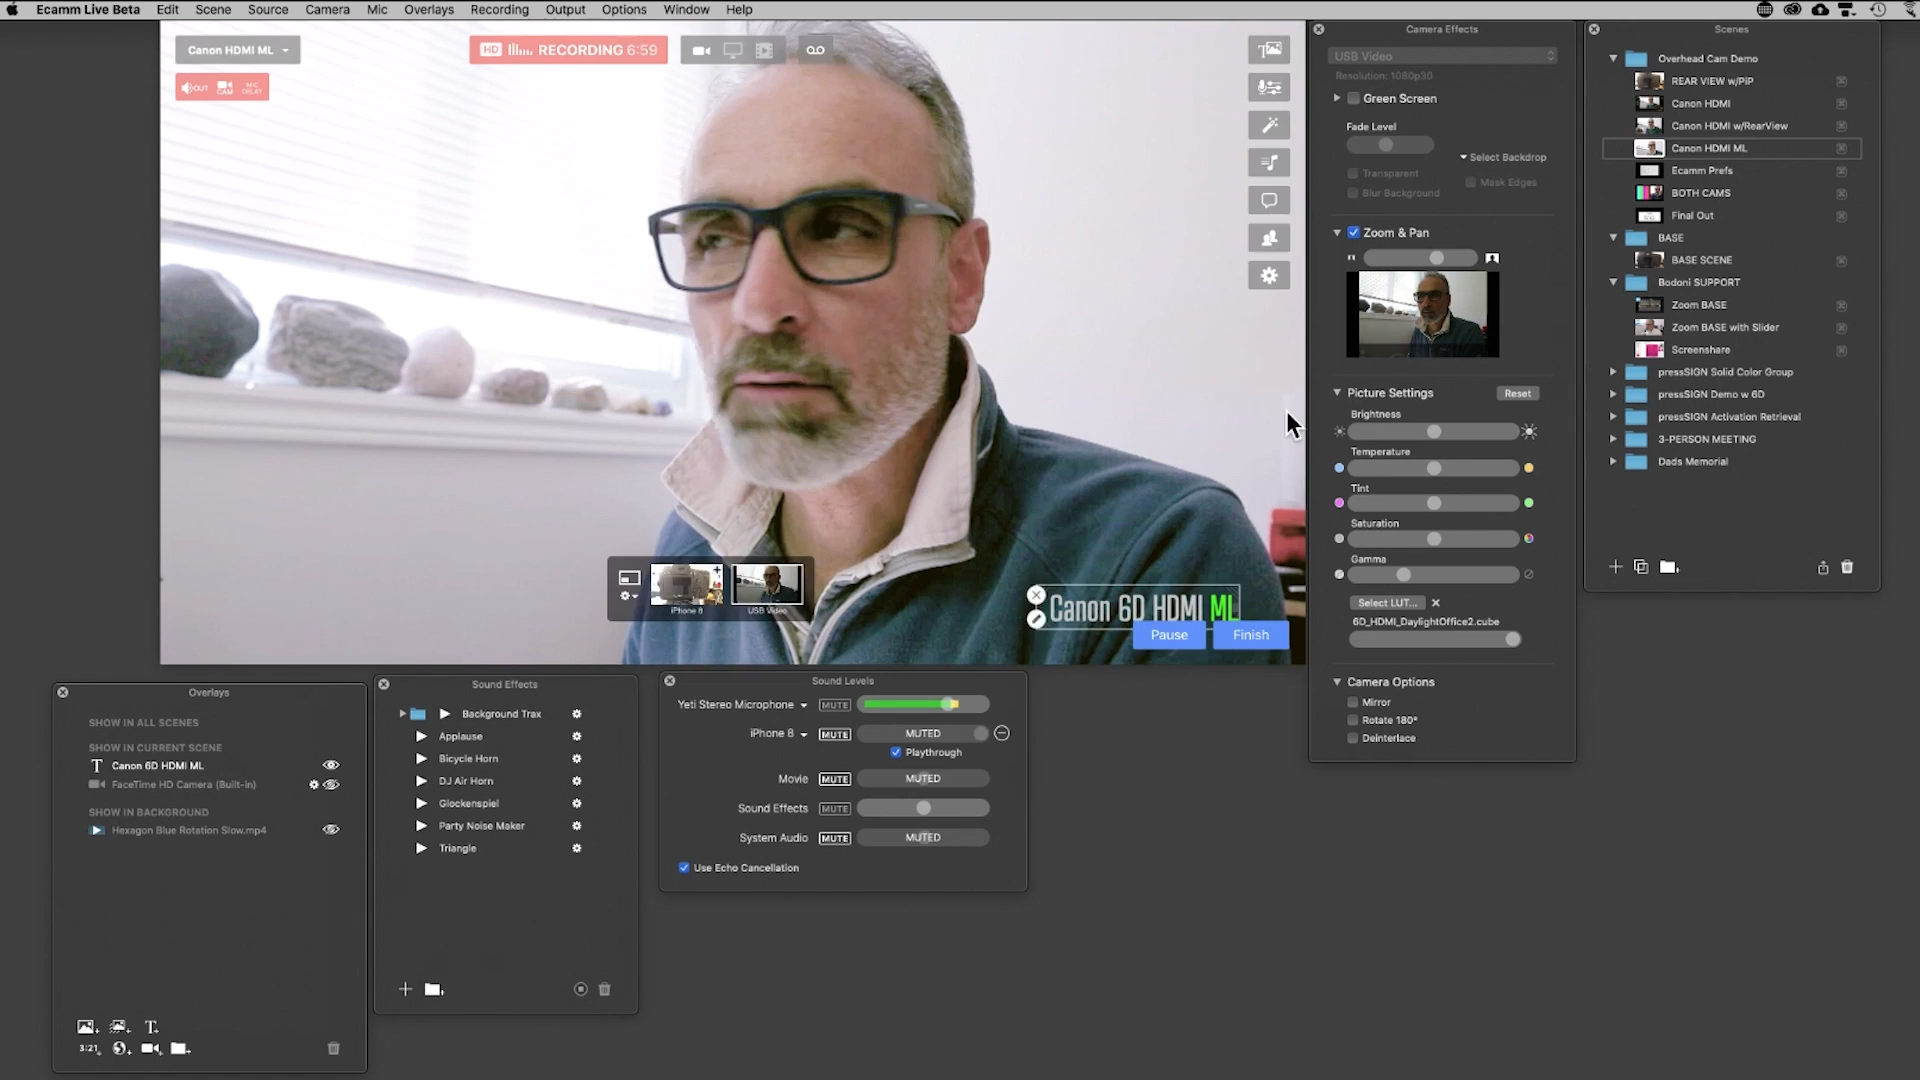 Ecamm Live Beta Edit Scene Source Camera Mic Overlays Recording Output Options Window Help
Canon HDMI ML
HD RECORDING 6:59
OUT CAM MIC DELAY
iPhone 8
USB Video
Canon 6D HDMI ML
Pause Finish
Camera Effects
USB Video
Resolution: 1080p30
Green Screen
Fade Level
Select Backdrop
Transparent
Mask Edges
Blur Background
Zoom & Pan
Picture Settings Reset
Brightness
Temperature
Tint
Saturation
Gamma
Select LUT...
6D_HDMI_DaylightOffice2.cube
Camera Options
Mirror
Rotate 180°
Deinterlace
Scenes
Overhead Cam Demo
REAR VIEW w/PiP
Canon HDMI
Canon HDMI w/RearView
Canon HDMI ML
Ecamm Prefs
BOTH CAMS
Final Out
BASE
BASE SCENE
Bodoni SUPPORT
Zoom BASE
Zoom BASE with Slider
Screenshare
pressSIGN Solid Color Group
pressSIGN Demo w 6D
pressSIGN Activation Retrieval
3-PERSON MEETING
Dads Memorial
Overlays
SHOW IN ALL SCENES
SHOW IN CURRENT SCENE
Canon 6D HDMI ML
FaceTime HD Camera (Built-in)
SHOW IN BACKGROUND
Hexagon Blue Rotation Slow.mp4
3:21
Sound Effects
Background Trax
Applause
Bicycle Horn
DJ Air Horn
Glockenspiel
Party Noise Maker
Triangle
Sound Levels
Yeti Stereo Microphone MUTE
iPhone 8 MUTE MUTED
Playthrough
Movie MUTE MUTED
Sound Effects MUTE
System Audio MUTE MUTED
Use Echo Cancellation